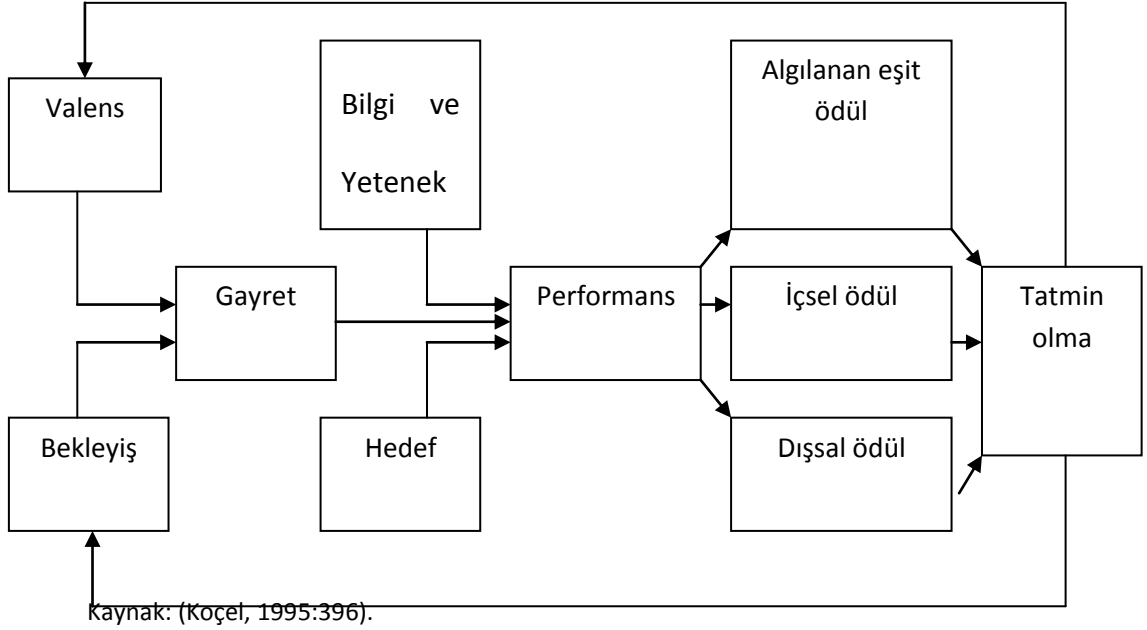 Valens
Bilgi ve
Yetenek
Algılanan eşit
ödül
Gayret
Performans
İçsel ödül
Tatmin
olma
Bekleyiş
Hedef
Dışsal ödül
Kaynak: (Koçel, 1995:396).